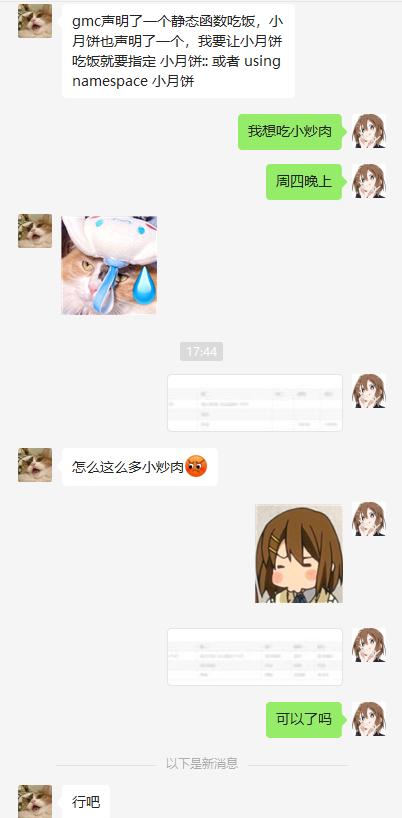 gmc声明了一个静态函数吃饭，小
月饼也声明了一个，我要让小月饼
吃饭就要指定 小月饼:: 或者 using
namespace 小月饼
我想吃小炒肉
周四晚上
17:44
怎么这么多小炒肉
可以了吗
以下是新消息
行吧